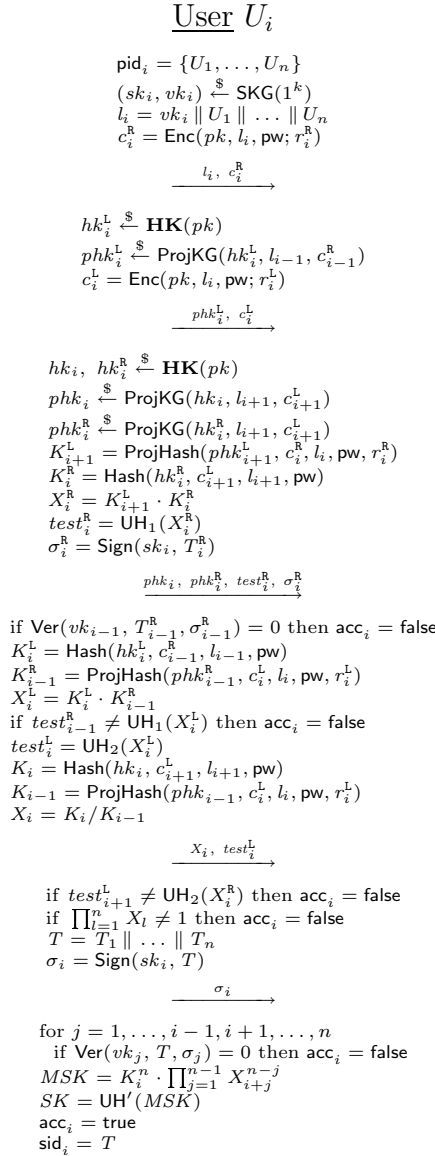 User U_i
pid_i = {U_1, . . . , U_n}
(sk_i, vk_i) ←$ SKG(1^k)
l_i = vk_i ∥ U_1 ∥ . . . ∥ U_n
c_i^R = Enc(pk, l_i, pw; r_i^R)
l_i, c_i^R
hk_i^L ←$ HK(pk)
phk_i^L ←$ ProjKG(hk_i^L, l_{i−1}, c_{i−1}^R)
c_i^L = Enc(pk, l_i, pw; r_i^L)
phk_i^L, c_i^L
hk_i, hk_i^R ←$ HK(pk)
phk_i ←$ ProjKG(hk_i, l_{i+1}, c_{i+1}^L)
phk_i^R ←$ ProjKG(hk_i^R, l_{i+1}, c_{i+1}^L)
K_{i+1}^L = ProjHash(phk_{i+1}^L, c_i^R, l_i, pw, r_i^R)
K_i^R = Hash(hk_i^R, c_{i+1}^L, l_{i+1}, pw)
X_i^R = K_{i+1}^L · K_i^R
test_i^R = UH_1(X_i^R)
σ_i^R = Sign(sk_i, T_i^R)
phk_i, phk_i^R, test_i^R, σ_i^R
if Ver(vk_{i−1}, T_{i−1}^R, σ_{i−1}^R) = 0 then acc_i = false
K_i^L = Hash(hk_i^L, c_{i−1}^R, l_{i−1}, pw)
K_{i−1}^R = ProjHash(phk_{i−1}^R, c_i^L, l_i, pw, r_i^L)
X_i^L = K_i^L · K_{i−1}^R
if test_{i−1}^R ≠ UH_1(X_i^L) then acc_i = false
test_i^L = UH_2(X_i^L)
K_i = Hash(hk_i, c_{i+1}^L, l_{i+1}, pw)
K_{i−1} = ProjHash(phk_{i−1}, c_i^L, l_i, pw, r_i^L)
X_i = K_i/K_{i−1}
X_i, test_i^L
if test_{i+1}^L ≠ UH_2(X_i^R) then acc_i = false
if ∏_{l=1}^n X_l ≠ 1 then acc_i = false
T = T_1 ∥ . . . ∥ T_n
σ_i = Sign(sk_i, T)
σ_i
for j = 1, . . . , i − 1, i + 1, . . . , n
if Ver(vk_j, T, σ_j) = 0 then acc_i = false
MSK = K_i^n · ∏_{j=1}^{n−1} X_{i+j}^{n−j}
SK = UH′(MSK)
acc_i = true
sid_i = T